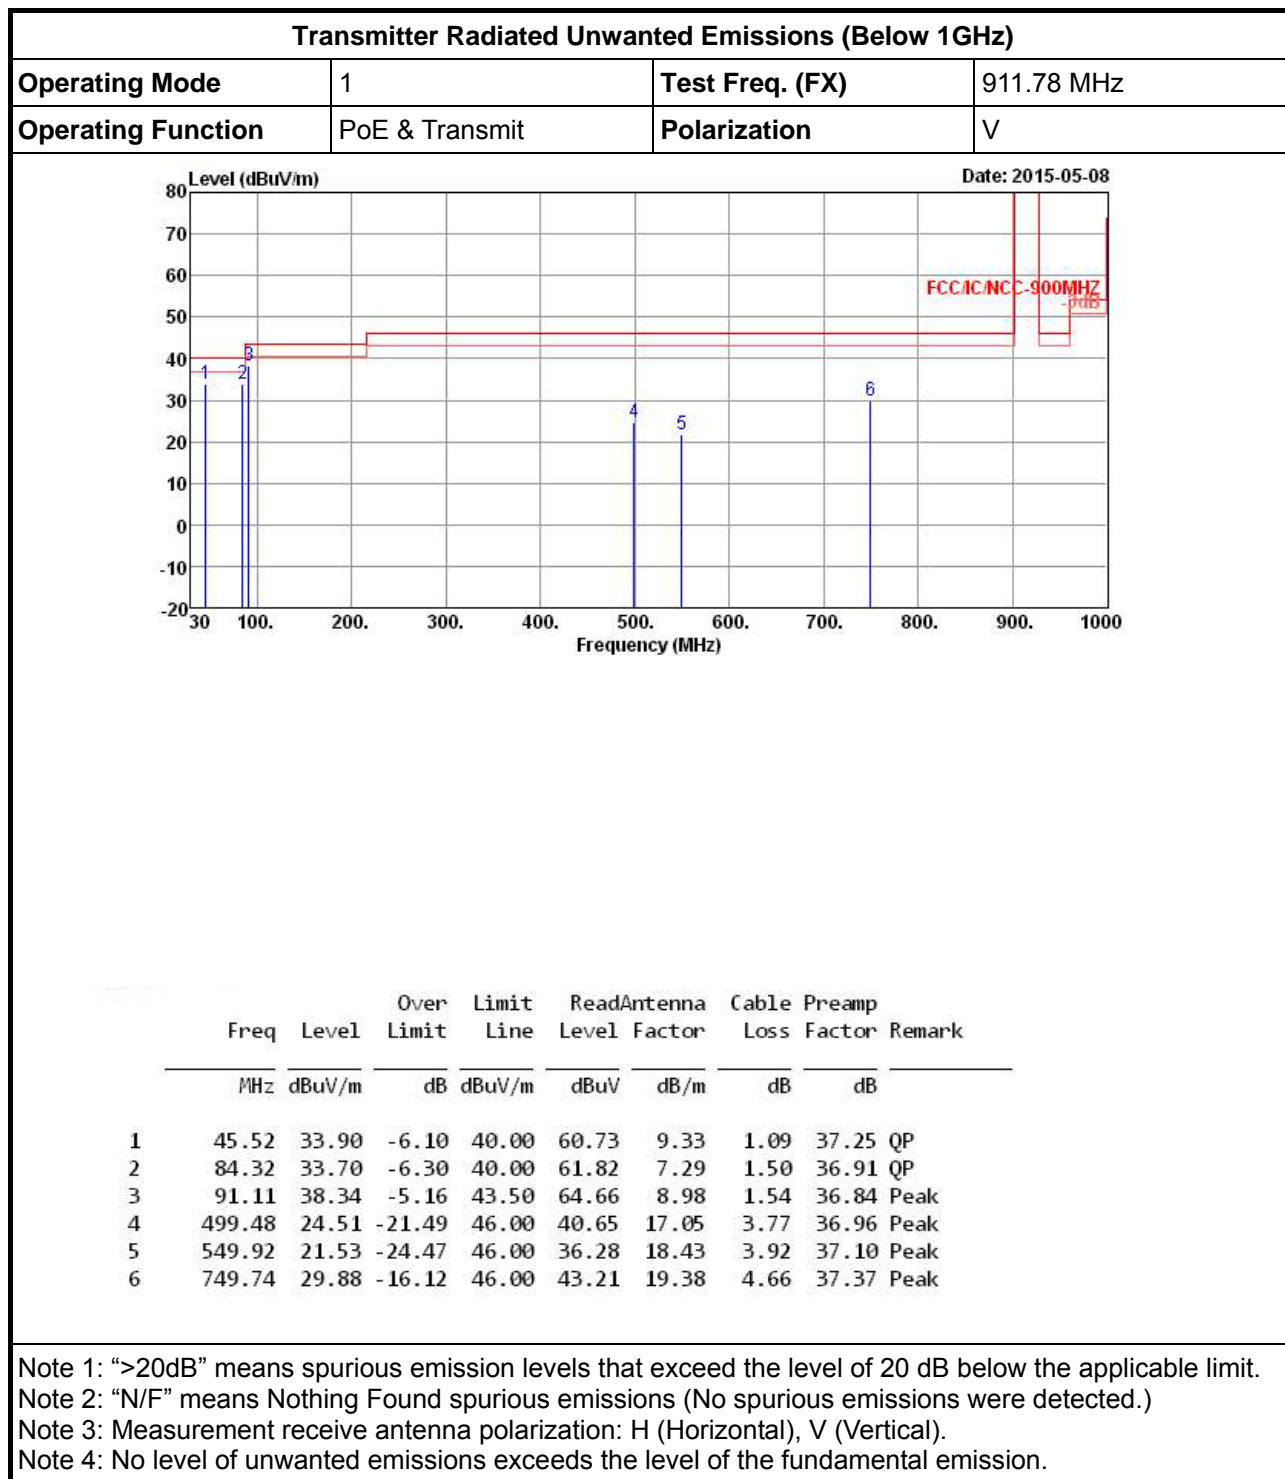 Transmitter Radiated Unwanted Emissions (Below 1GHz)
Operating Mode 1 Test Freq. (FX) 911.78 MHz
Operating Function PoE & Transmit Polarization V
Level (dBuV/m) Date: 2015-05-08
80
70
60
FCC/IC/NCC-900MHZ
50
40
30
20
10
0
-10
-20
1 2 3 4 5 6
30 100. 200. 300. 400. 500. 600. 700. 800. 900. 1000
Frequency (MHz)
Over Limit ReadAntenna Cable Preamp
Freq Level Limit Line Level Factor Loss Factor Remark
MHz dBuV/m dB dBuV/m dBuV dB/m dB dB
1 45.52 33.90 -6.10 40.00 60.73 9.33 1.09 37.25 QP
2 84.32 33.70 -6.30 40.00 61.82 7.29 1.50 36.91 QP
3 91.11 38.34 -5.16 43.50 64.66 8.98 1.54 36.84 Peak
4 499.48 24.51 -21.49 46.00 40.65 17.05 3.77 36.96 Peak
5 549.92 21.53 -24.47 46.00 36.28 18.43 3.92 37.10 Peak
6 749.74 29.88 -16.12 46.00 43.21 19.38 4.66 37.37 Peak
Note 1: “>20dB” means spurious emission levels that exceed the level of 20 dB below the applicable limit.
Note 2: “N/F” means Nothing Found spurious emissions (No spurious emissions were detected.)
Note 3: Measurement receive antenna polarization: H (Horizontal), V (Vertical).
Note 4: No level of unwanted emissions exceeds the level of the fundamental emission.